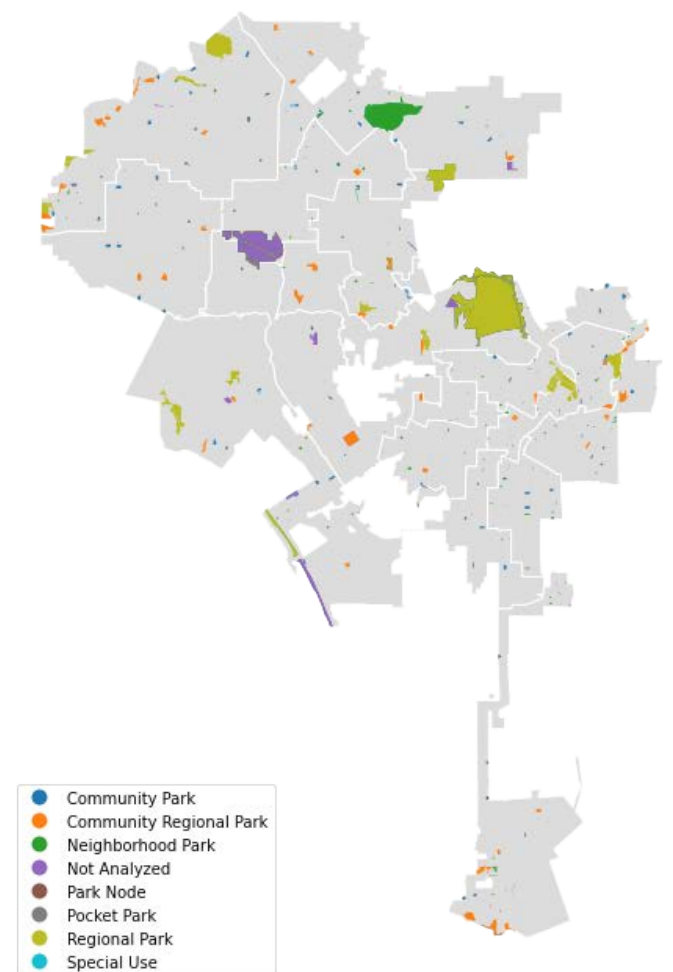 Community Park
Community Regional Park
Neighborhood Park
Not Analyzed
Park Node
Pocket Park
Regional Park
Special Use